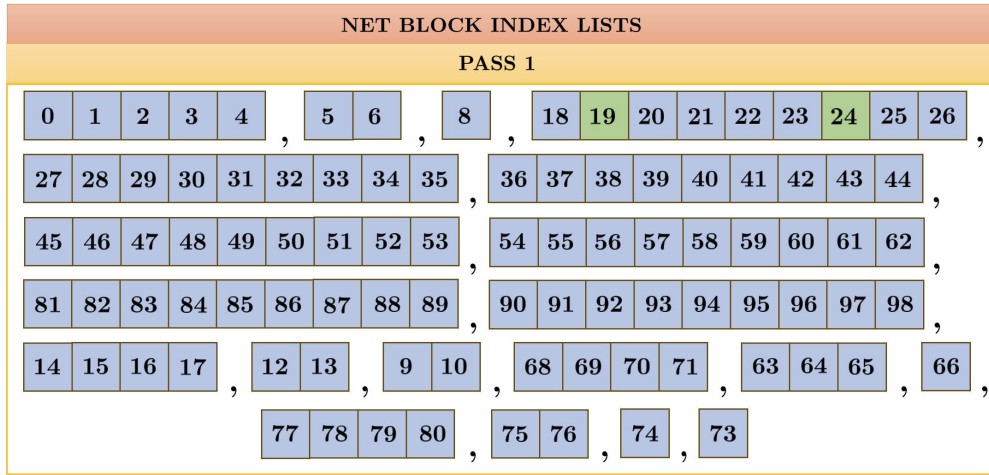 NET BLOCK INDEX LISTS
PASS 1
0 1 2 3 4 , 5 6 , 8 , 18 19 20 21 22 23 24 25 26 ,
27 28 29 30 31 32 33 34 35 , 36 37 38 39 40 41 42 43 44 ,
45 46 47 48 49 50 51 52 53 , 54 55 56 57 58 59 60 61 62 ,
81 82 83 84 85 86 87 88 89 , 90 91 92 93 94 95 96 97 98 ,
14 15 16 17 , 12 13 , 9 10 , 68 69 70 71 , 63 64 65 , 66 ,
77 78 79 80 , 75 76 , 74 , 73